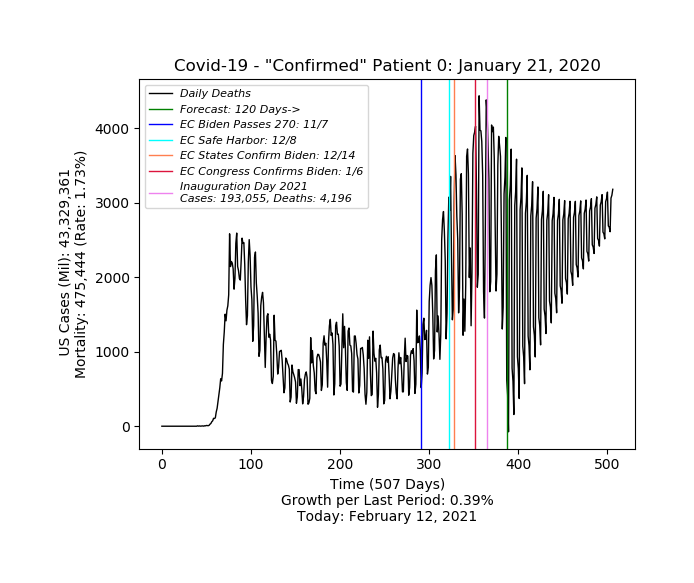 Covid-19 - "Confirmed" Patient 0: January 21, 2020
Daily Deaths
Forecast: 120 Days->
EC Biden Passes 270: 11/7
EC Safe Harbor: 12/8
EC States Confirm Biden: 12/14
EC Congress Confirms Biden: 1/6
Inauguration Day 2021
Cases: 193,055, Deaths: 4,196
US Cases (Mil): 43,329,361
Mortality: 475,444 (Rate: 1.73%)
4000
3000
2000
1000
0
0 100 200 300 400 500
Time (507 Days)
Growth per Last Period: 0.39%
Today: February 12, 2021